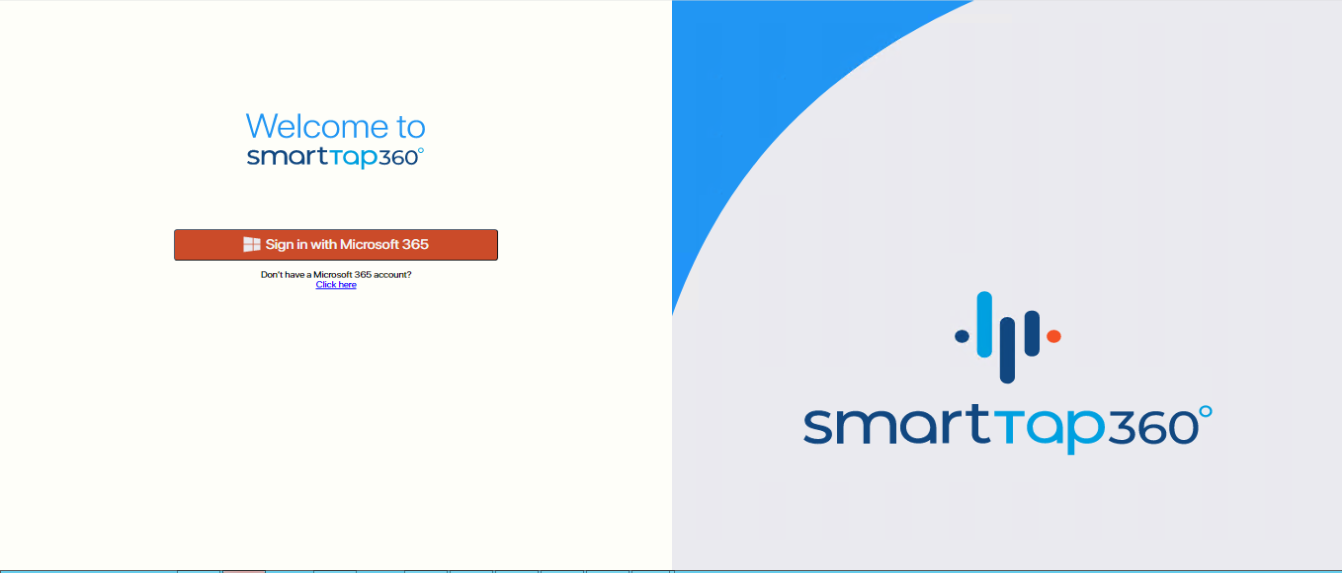 Welcome to
smartTap360°
Sign in with Microsoft 365
Don't have a Microsoft 365 account?
Click here
smartTap360°